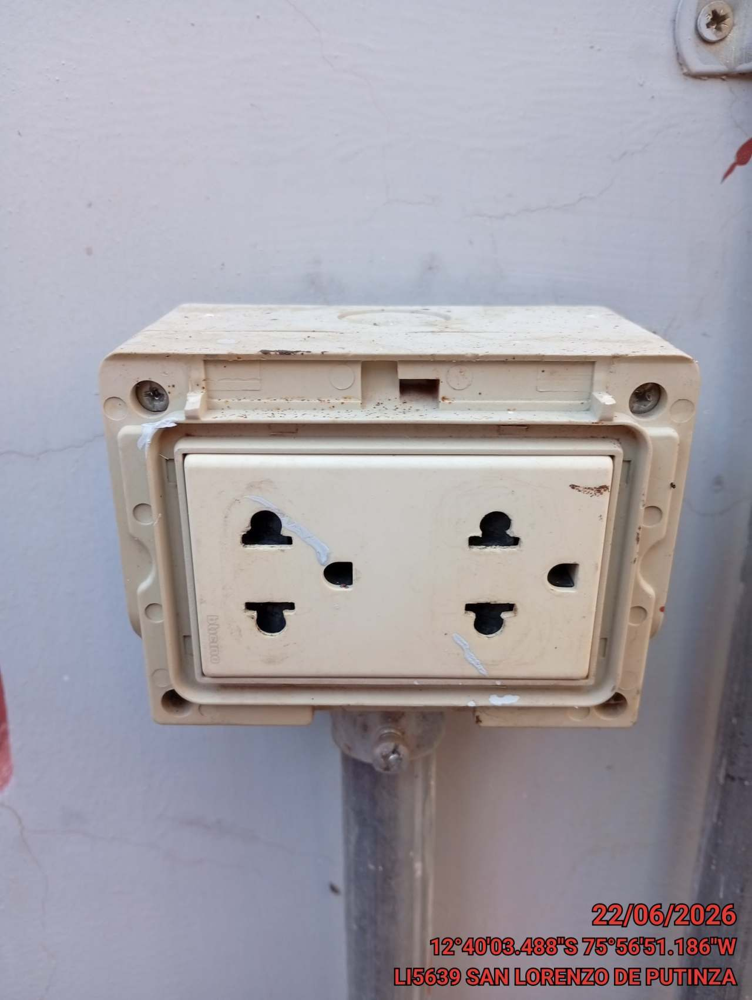 bticino
22/06/2026
12°40'03.488"S 75°56'51.186"W
LI5639 SAN LORENZO DE PUTINZA